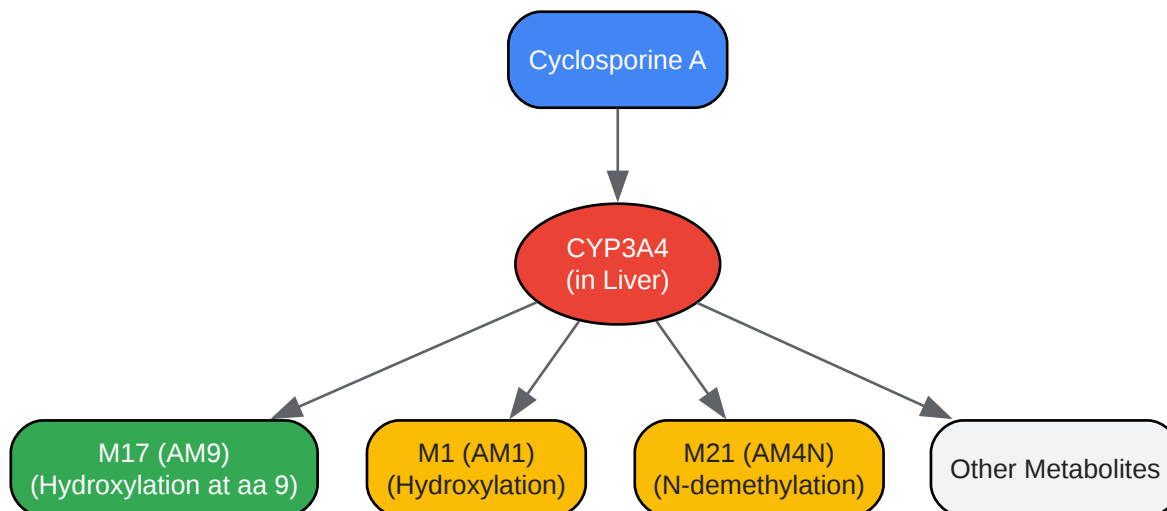 Cyclosporine A
CYP3A4
(in Liver)
M17 (AM9)
(Hydroxylation at aa 9)
M1 (AM1)
(Hydroxylation)
M21 (AM4N)
(N-demethylation)
Other Metabolites